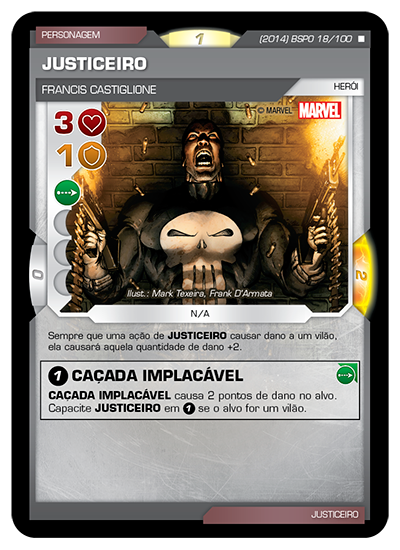 PERSONAGEM
1
(2014) BSPO 18/100
JUSTICEIRO
FRANCIS CASTIGLIONE
HERÓI
© MARVEL MARVEL
3
1
0
2
Ilust.: Mark Texeira, Frank D'Armata
N/A
Sempre que uma ação de JUSTICEIRO causar dano a um vilão,
ela causará aquela quantidade de dano +2.
1 CAÇADA IMPLACÁVEL
CAÇADA IMPLACÁVEL causa 2 pontos de dano no alvo.
Capacite JUSTICEIRO em 1 se o alvo for um vilão.
JUSTICEIRO